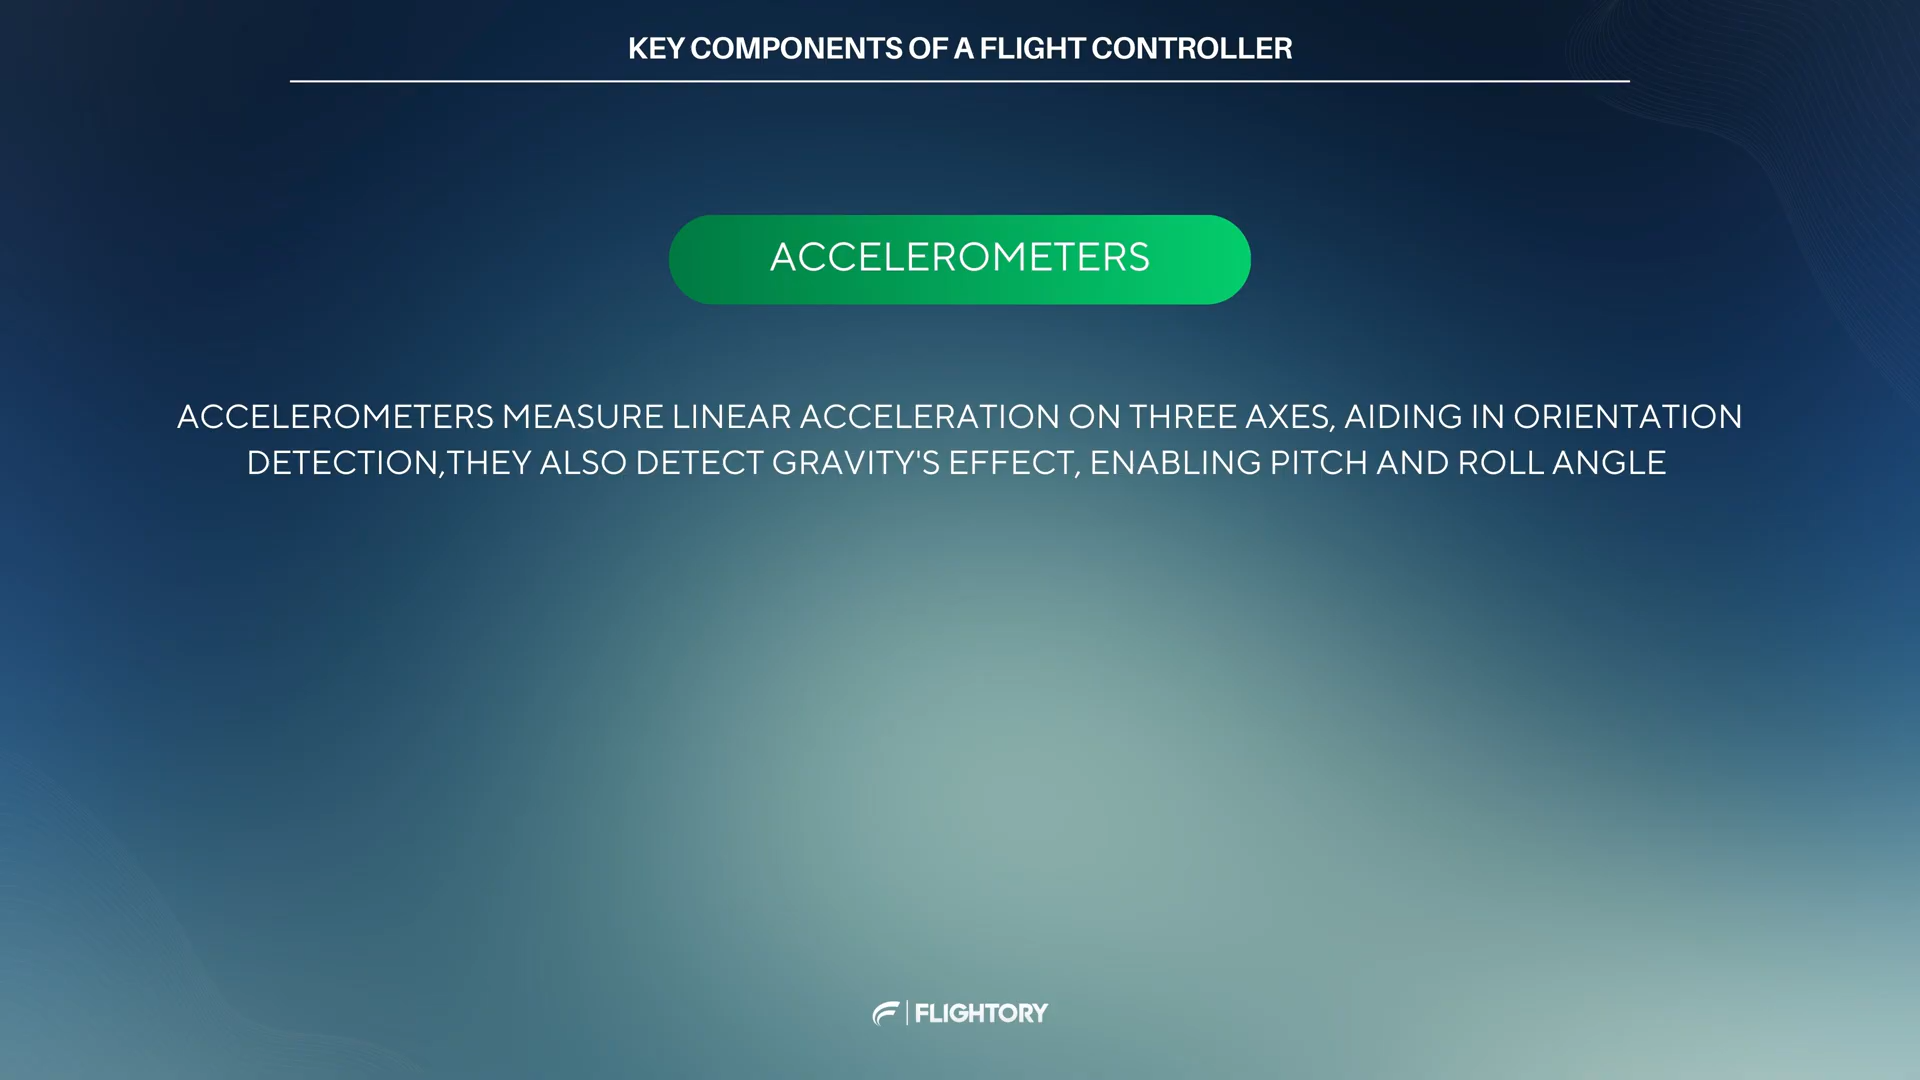 KEY COMPONENTS OF A FLIGHT CONTROLLER
ACCELEROMETERS
ACCELEROMETERS MEASURE LINEAR ACCELERATION ON THREE AXES, AIDING IN ORIENTATION
DETECTION,THEY ALSO DETECT GRAVITY'S EFFECT, ENABLING PITCH AND ROLL ANGLE
FLIGHTORY